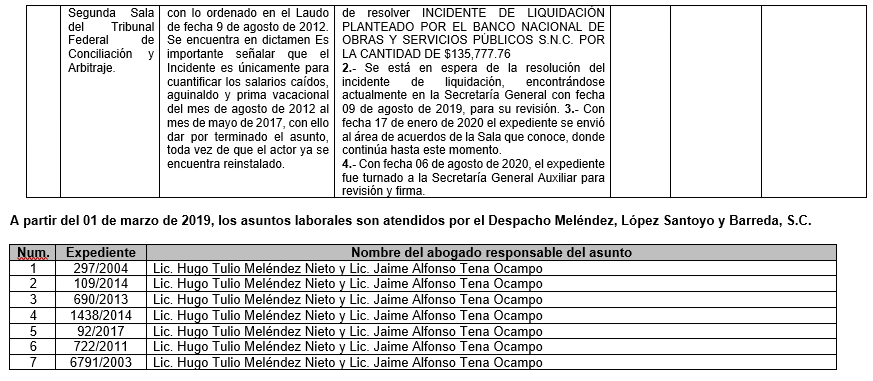 Segunda Sala
del Tribunal
Federal de
Conciliación y
Arbitraje.
con lo ordenado en el Laudo
de fecha 9 de agosto de 2012.
Se encuentra en dictamen Es
importante señalar que el
Incidente es únicamente para
cuantificar los salarios caídos,
aguinaldo y prima vacacional
del mes de agosto de 2012 al
mes de mayo de 2017, con ello
dar por terminado el asunto,
toda vez de que el actor ya se
encuentra reinstalado.
de resolver INCIDENTE DE LIQUIDACIÓN
PLANTEADO POR EL BANCO NACIONAL DE
OBRAS Y SERVICIOS PÚBLICOS S.N.C. POR
LA CANTIDAD DE $135,777.76
2.- Se está en espera de la resolución del
incidente de liquidación, encontrándose
actualmente en la Secretaría General con fecha
09 de agosto de 2019, para su revisión. 3.- Con
fecha 17 de enero de 2020 el expediente se envió
al área de acuerdos de la Sala que conoce, donde
continúa hasta este momento.
4.- Con fecha 06 de agosto de 2020, el expediente
fue turnado a la Secretaría General Auxiliar para
revisión y firma.
A partir del 01 de marzo de 2019, los asuntos laborales son atendidos por el Despacho Meléndez, López Santoyo y Barreda, S.C.
Num. Expediente Nombre del abogado responsable del asunto
1 297/2004 Lic. Hugo Tulio Meléndez Nieto y Lic. Jaime Alfonso Tena Ocampo
2 109/2014 Lic. Hugo Tulio Meléndez Nieto y Lic. Jaime Alfonso Tena Ocampo
3 690/2013 Lic. Hugo Tulio Meléndez Nieto y Lic. Jaime Alfonso Tena Ocampo
4 1438/2014 Lic. Hugo Tulio Meléndez Nieto y Lic. Jaime Alfonso Tena Ocampo
5 92/2017 Lic. Hugo Tulio Meléndez Nieto y Lic. Jaime Alfonso Tena Ocampo
6 722/2011 Lic. Hugo Tulio Meléndez Nieto y Lic. Jaime Alfonso Tena Ocampo
7 6791/2003 Lic. Hugo Tulio Meléndez Nieto y Lic. Jaime Alfonso Tena Ocampo